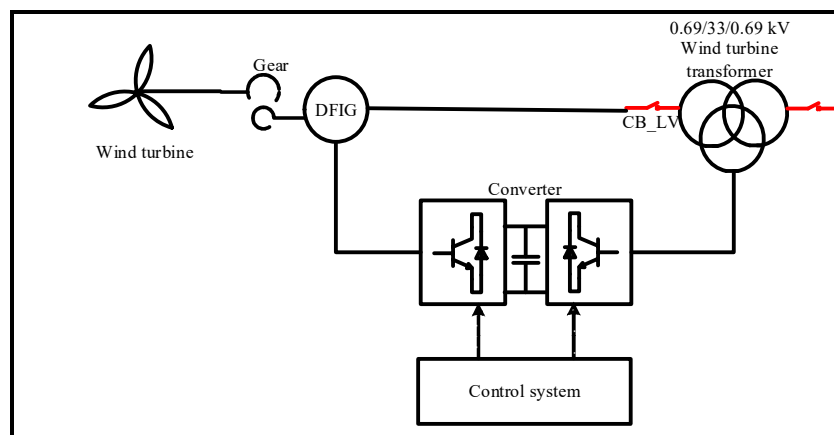 0.69/33/0.69 kV
Wind turbine
transformer
Gear
DFIG
CB_LV
Wind turbine
Converter
Control system